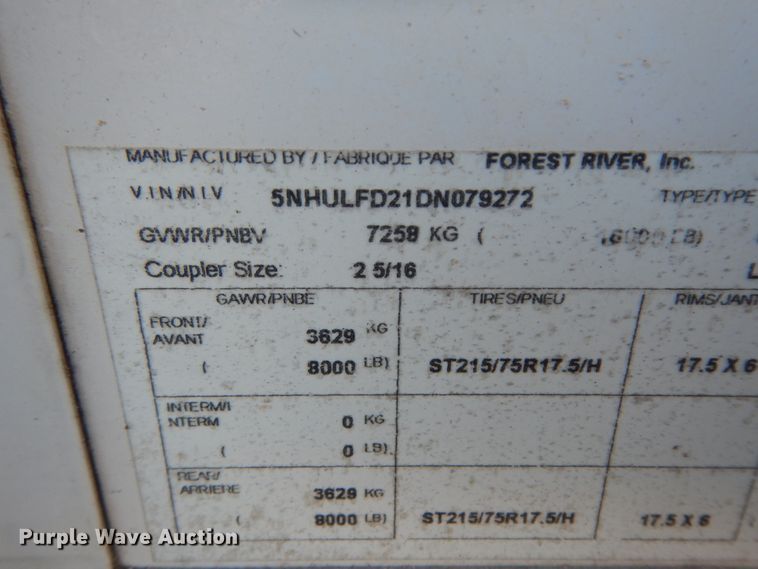 MANUFACTURED BY / FABRIQUE PAR FOREST RIVER, Inc.
V.I.N/N.I.V 5NHULFD21DN079272 TYPE/TYPE
GVWR/PNBV 7258 KG ( 16000 LB)
Coupler Size: 2 5/16 L
GAWR/PNBE TIRES/PNEU RIMS/JANT
FRONT/
AVANT 3629 KG
( 8000 LB) ST215/75R17.5/H 17.5 X 6
INTERM/I
NTERM 0 KG
( 0 LB)
REAR/
ARRIERE 3629 KG
( 8000 LB) ST215/75R17.5/H 17.5 X 6
Purple Wave Auction